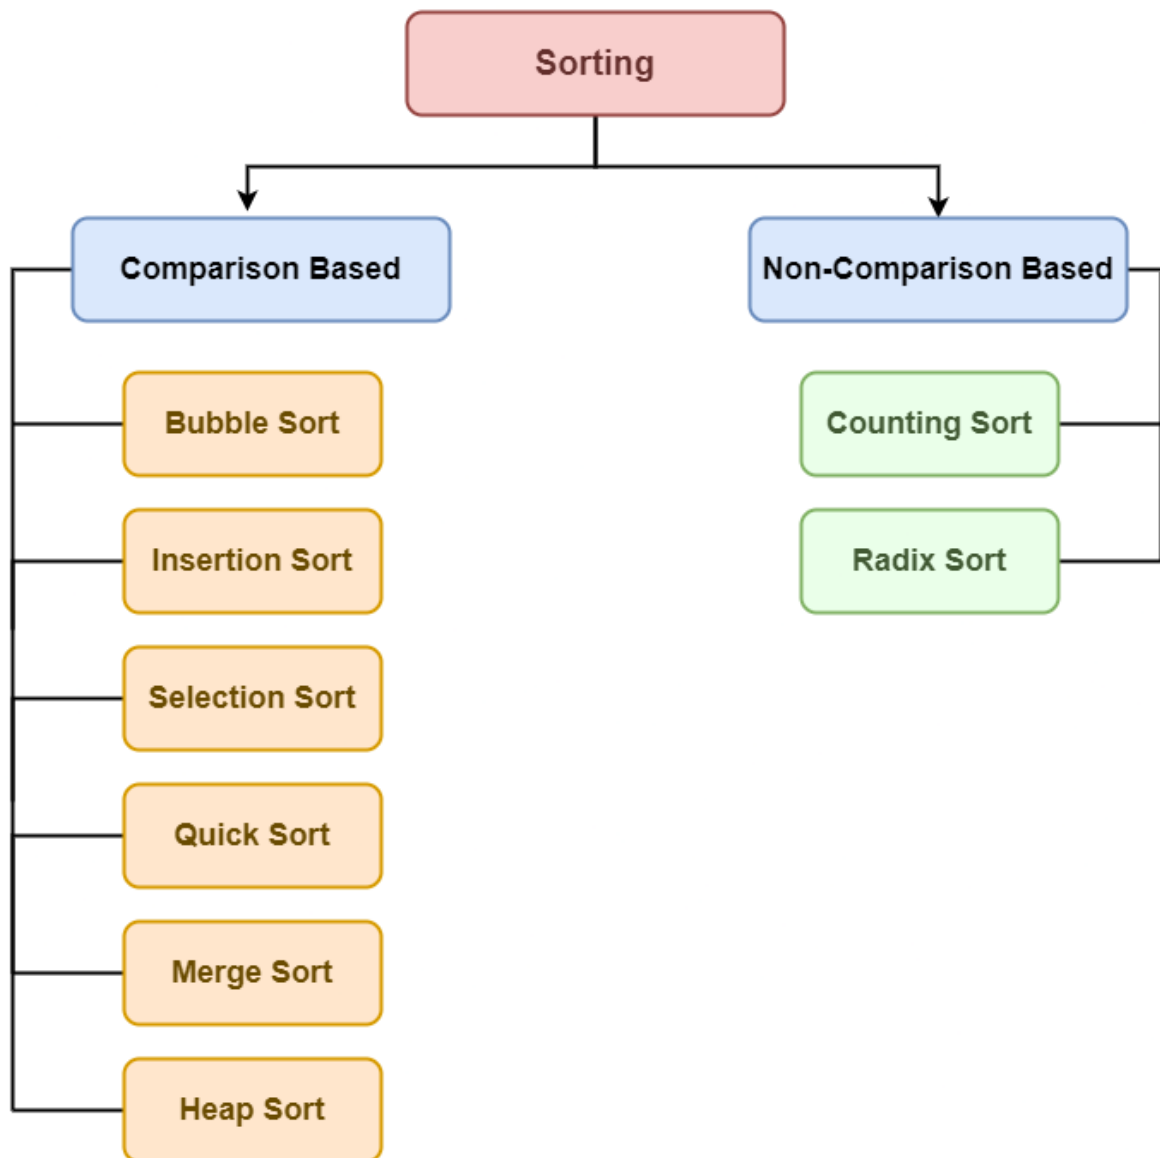 Sorting
Comparison Based
Non-Comparison Based
Bubble Sort
Counting Sort
Insertion Sort
Radix Sort
Selection Sort
Quick Sort
Merge Sort
Heap Sort